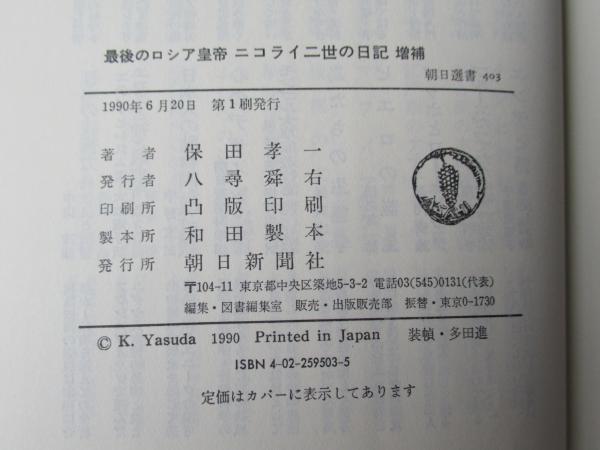 最後のロシア皇帝 ニコライ二世の日記 増補
朝日選書 403
1990年6月20日 第1刷発行
著者 保田孝一
発行者 八尋舜右
印刷所 凸版印刷
製本所 和田製本
発行所 朝日新聞社
〒104-11 東京都中央区築地5-3-2 電話03(545)0131(代表)
編集・図書編集室 販売・出版販売部 振替・東京0-1730
© K. Yasuda 1990 Printed in Japan 装幀・多田進
ISBN 4-02-259503-5
定価はカバーに表示してあります